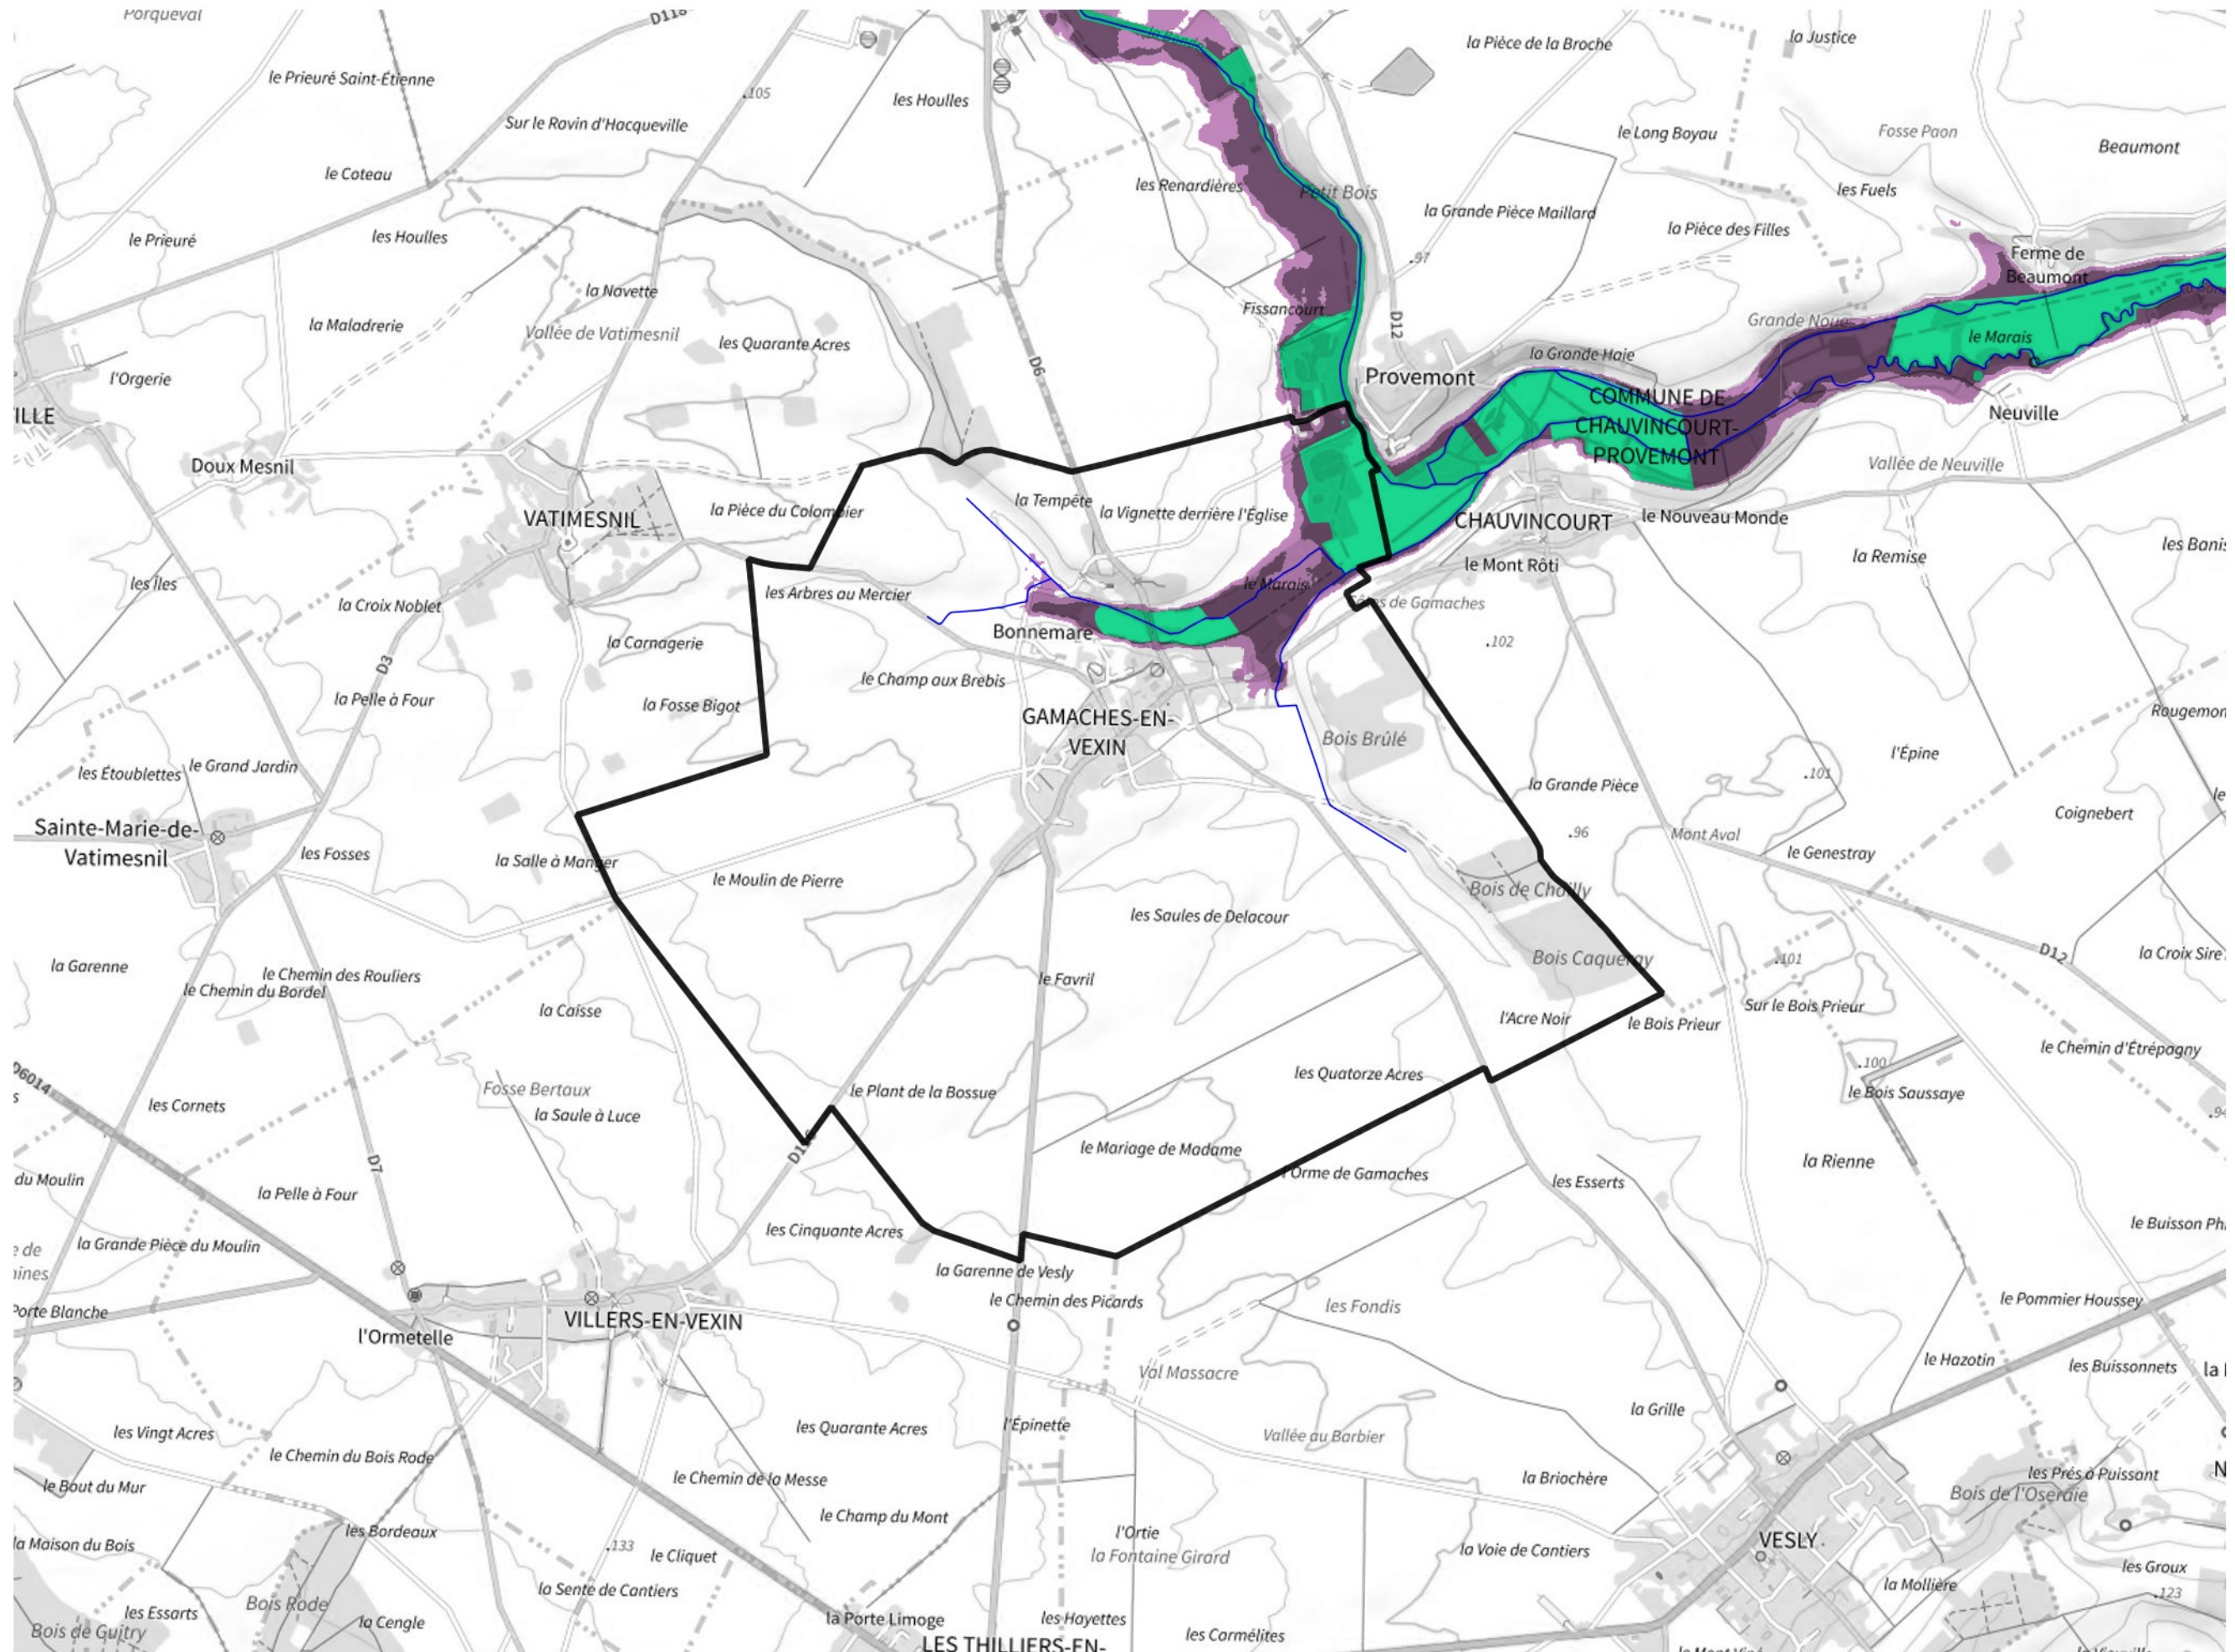 Porqueval
D118
la Pièce de la Broche
la Justice
le Prieuré Saint-Étienne
.105
les Houlles
Sur le Ravin d'Hacqueville
le Long Boyau
Fosse Paon
Beaumont
le Coteau
les Renardières
Petit Bois
les Fuels
la Grande Pièce Maillard
la Pièce des Filles
le Prieuré
les Houlles
.97
Ferme de
Beaumont
la Navette
Fissancourt
D12
Grande Noue
la Maladrerie
Vallée de Vatimesnil
les Quarante Acres
le Marais
la Grande Haie
D6
l'Orgerie
Provemont
COMMUNE DE
CHAUVINCOURT-
PROVEMONT
ILLE
Neuville
Doux Mesnil
Vallée de Neuville
la Tempête
la Pièce du Colombier
la Vignette derrière l'Église
VATIMESNIL
CHAUVINCOURT
le Nouveau Monde
les Banis
la Remise
le Mont Rôti
les Îles
le Marais
les Arbres au Mercier
la Croix Noblet
Côtes de Gamaches
Bonnemare
la Carnagerie
.102
D3
le Champ aux Brebis
la Pelle à Four
la Fosse Bigot
Rougemon
GAMACHES-EN-
VEXIN
Bois Brûlé
l'Épine
les Étoublettes
le Grand Jardin
.101
la Grande Pièce
le
Coignebert
Sainte-Marie-de-
Vatimesnil
.96
Mont Aval
les Fosses
la Salle à Manger
le Genestray
le Moulin de Pierre
Bois de Chailly
les Saules de Delacour
D12
la Croix Sire
la Garenne
le Chemin des Rouliers
Bois Caqueray
.101
le Chemin du Bordel
le Favril
la Caisse
Sur le Bois Prieur
l'Acre Noir
le Bois Prieur
le Chemin d'Étrépagny
D6014
.100
les Quatorze Acres
Fosse Bertaux
le Plant de la Bossue
le Bois Saussaye
s
les Cornets
la Saule à Luce
.94
D7
le Mariage de Madame
la Rienne
l'Orme de Gamaches
du Moulin
les Esserts
la Pelle à Four
les Cinquante Acres
le Buisson Ph
la Grande Pièce du Moulin
e de
la Garenne de Vesly
le Chemin des Picards
le Pommier Houssey
Porte Blanche
les Fondis
VILLERS-EN-VEXIN
l'Ormetelle
le Hazotin
les Buissonnets
Val Massacre
la Grille
les Vingt Acres
les Quarante Acres
l'Épinette
Vallée au Barbier
le Chemin du Bois Rode
le Chemin de la Messe
la Briochère
les Prés à Puissant
N
le Bout du Mur
Bois de l'Oseraie
le Champ du Mont
les Bordeaux
l'Ortie
VESLY
la Maison du Bois
.133
le Cliquet
la Fontaine Girard
la Voie de Cantiers
les Groux
la Sente de Cantiers
la Mollière
.123
Bois Rode
les Essarts
la Cengle
la Porte Limoge
les Hayettes
Bois de Guitry
les Carmélites
LES THILLIERS-EN-